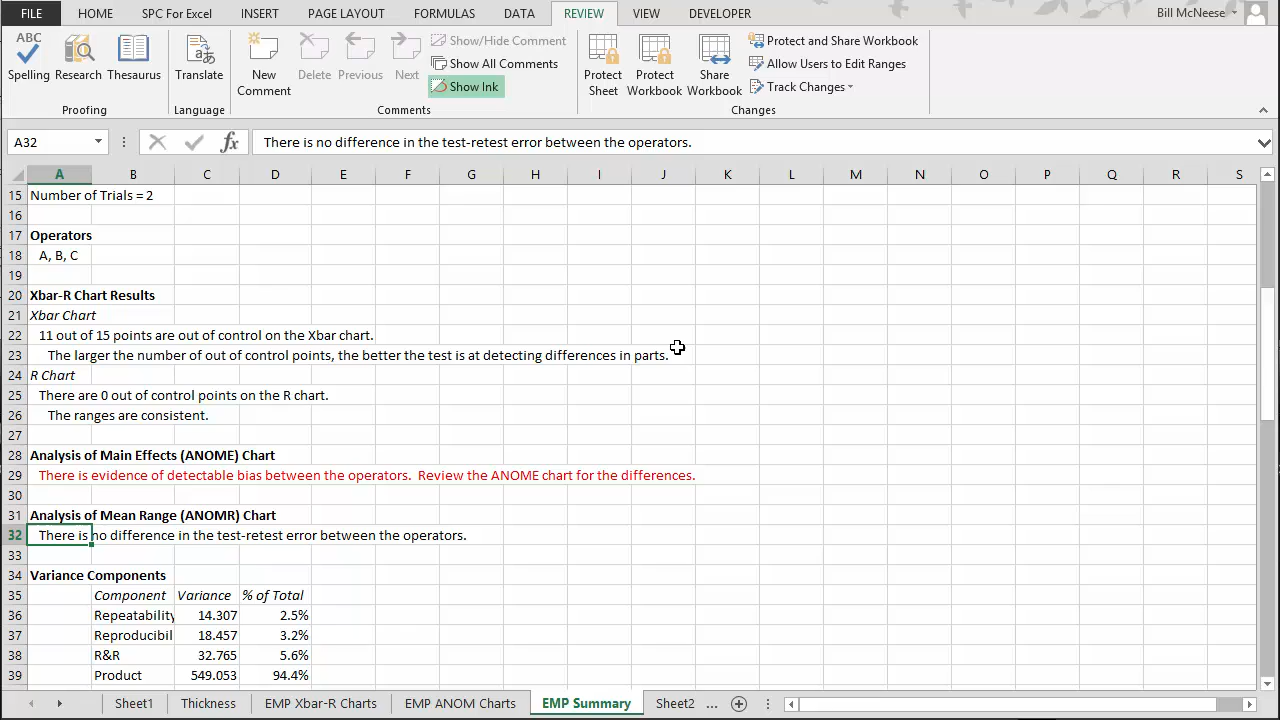 FILE HOME SPC For Excel INSERT PAGE LAYOUT FORMULAS DATA REVIEW VIEW DEVELOPER Bill McNeese
ABC
Spelling Research Thesaurus
Proofing
Translate
Language
New Comment
Delete Previous Next
Show/Hide Comment
Show All Comments
Show Ink
Comments
Protect Sheet
Protect Workbook
Share Workbook
Protect and Share Workbook
Allow Users to Edit Ranges
Track Changes
Changes
A32 fx There is no difference in the test-retest error between the operators.
A B C D E F G H I J K L M N O P Q R S
15 Number of Trials = 2
16
17 Operators
18 A, B, C
19
20 Xbar-R Chart Results
21 Xbar Chart
22 11 out of 15 points are out of control on the Xbar chart.
23 The larger the number of out of control points, the better the test is at detecting differences in parts.
24 R Chart
25 There are 0 out of control points on the R chart.
26 The ranges are consistent.
27
28 Analysis of Main Effects (ANOME) Chart
29 There is evidence of detectable bias between the operators. Review the ANOME chart for the differences.
30
31 Analysis of Mean Range (ANOMR) Chart
32 There is no difference in the test-retest error between the operators.
33
34 Variance Components
35 Component Variance % of Total
36 Repeatability 14.307 2.5%
37 Reproducibil 18.457 3.2%
38 R&R 32.765 5.6%
39 Product 549.053 94.4%
Sheet1 Thickness EMP Xbar-R Charts EMP ANOM Charts EMP Summary Sheet2 ...